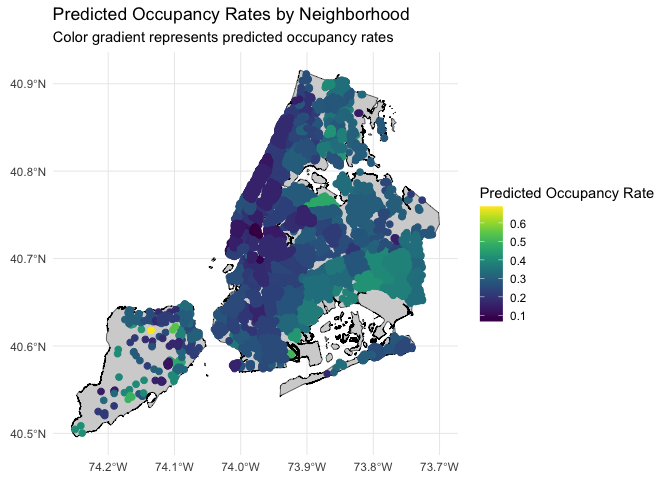 Predicted Occupancy Rates by Neighborhood
Color gradient represents predicted occupancy rates
40.9°N
40.8°N
40.7°N
40.6°N
40.5°N
74.2°W 74.1°W 74.0°W 73.9°W 73.8°W 73.7°W
Predicted Occupancy Rate
0.6
0.5
0.4
0.3
0.2
0.1